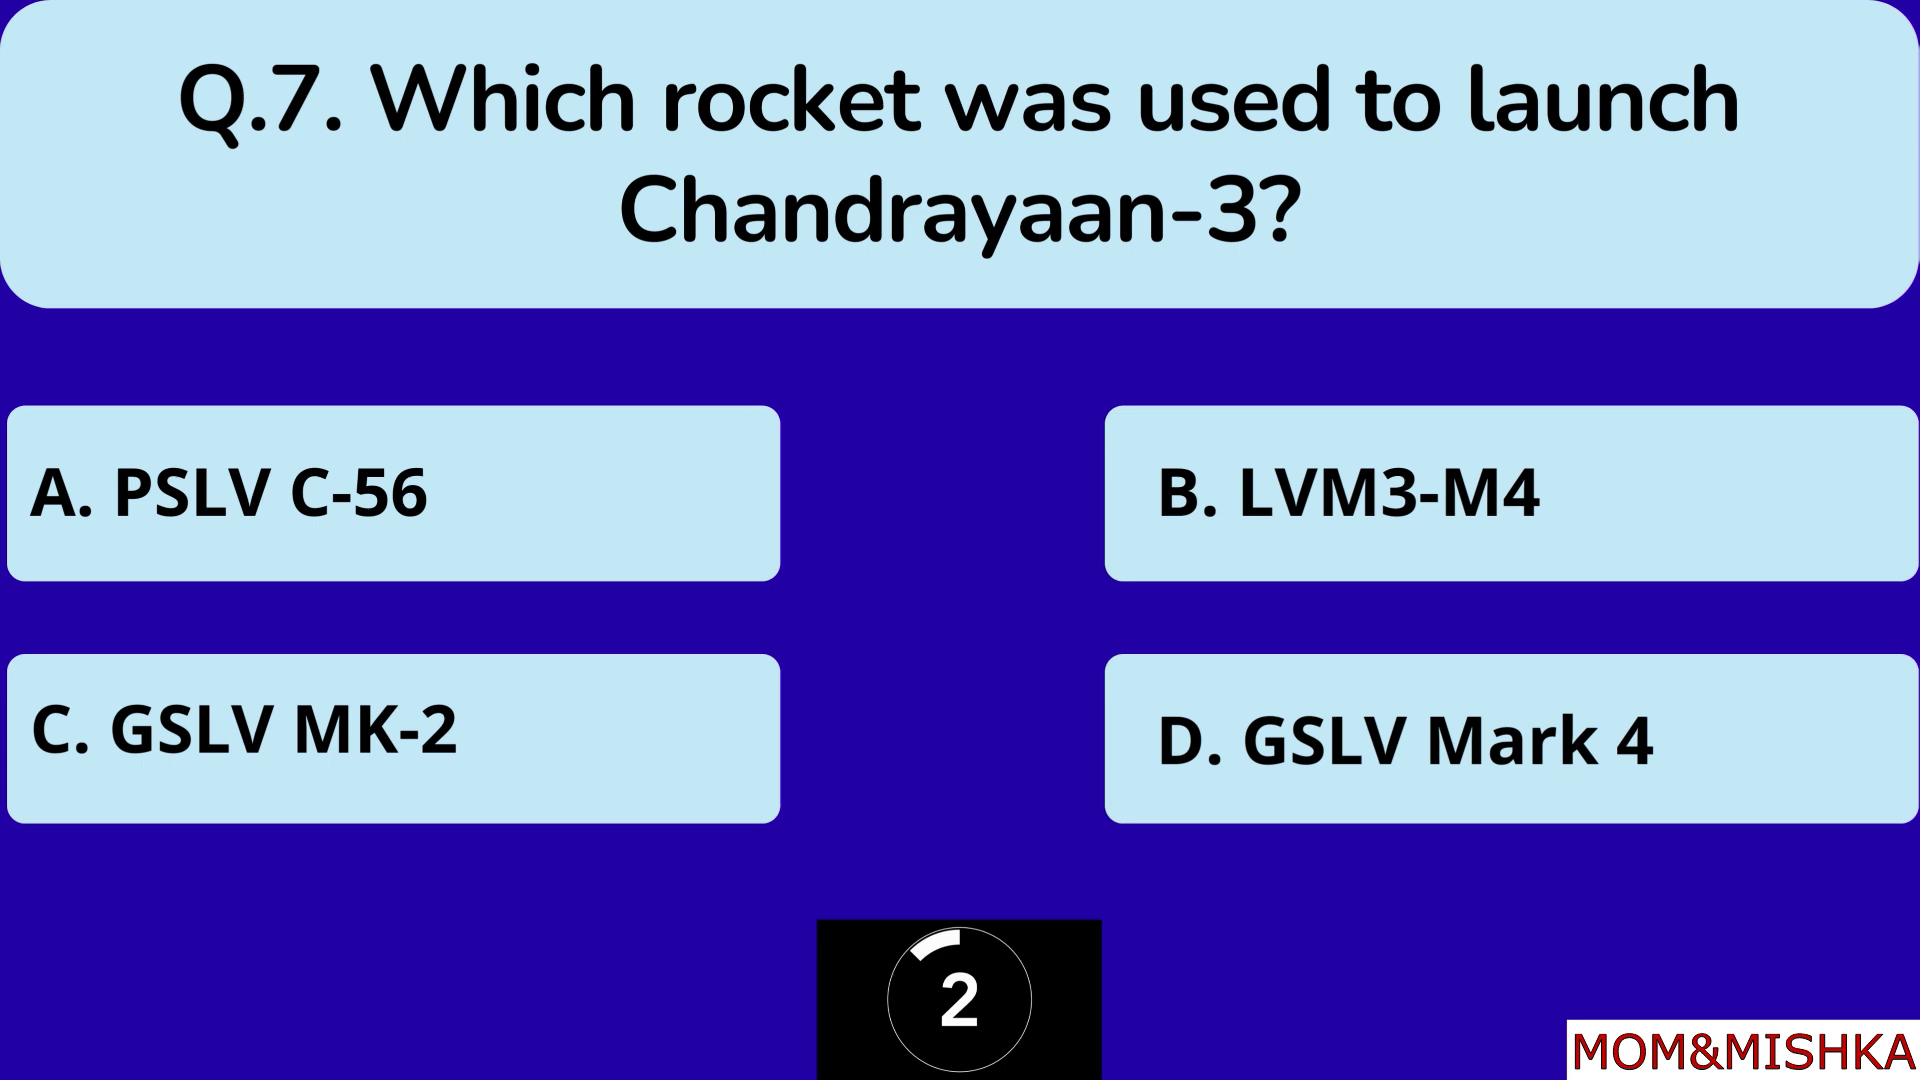 Q.7. Which rocket was used to launch
Chandrayaan-3?
A. PSLV C-56
B. LVM3-M4
C. GSLV MK-2
D. GSLV Mark 4
2
MOM&MISHKA